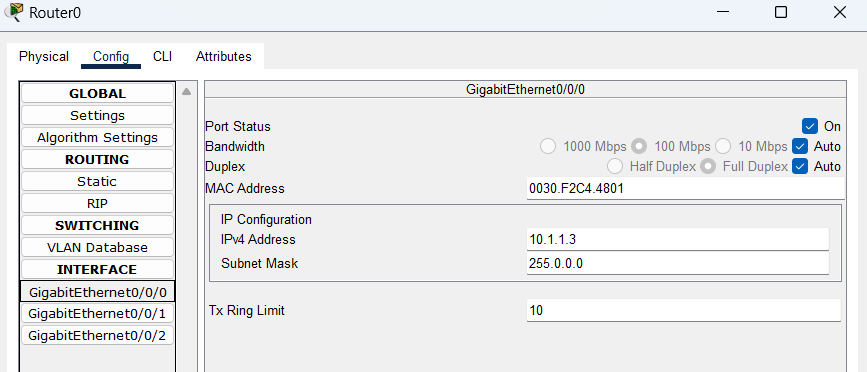 Router0
Physical Config CLI Attributes
GLOBAL
Settings
Algorithm Settings
ROUTING
Static
RIP
SWITCHING
VLAN Database
INTERFACE
GigabitEthernet0/0/0
GigabitEthernet0/0/1
GigabitEthernet0/0/2
GigabitEthernet0/0/0
Port Status On
Bandwidth 1000 Mbps 100 Mbps 10 Mbps Auto
Duplex Half Duplex Full Duplex Auto
MAC Address 0030.F2C4.4801
IP Configuration
IPv4 Address 10.1.1.3
Subnet Mask 255.0.0.0
Tx Ring Limit 10